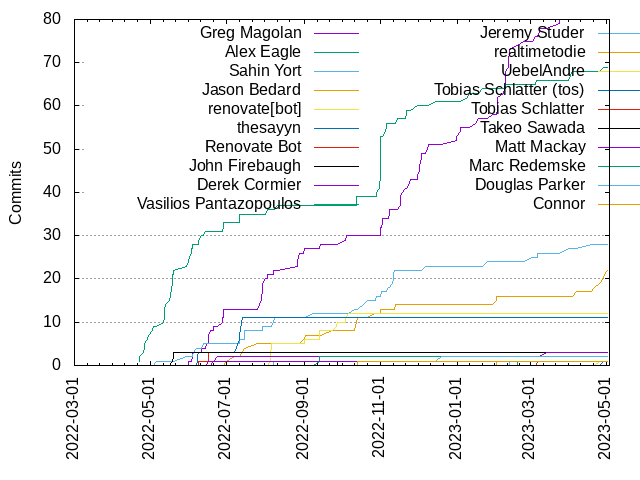 80
70
60
50
40
30
20
10
0
Commits
Greg Magolan
Alex Eagle
Sahin Yort
Jason Bedard
renovate[bot]
thesayyn
Renovate Bot
John Firebaugh
Derek Cormier
Vasilios Pantazopoulos
Jeremy Studer
realtimetodie
UebelAndre
Tobias Schlatter (tos)
Tobias Schlatter
Takeo Sawada
Matt Mackay
Marc Redemske
Douglas Parker
Connor
2022-03-01
2022-05-01
2022-07-01
2022-09-01
2022-11-01
2023-01-01
2023-03-01
2023-05-01